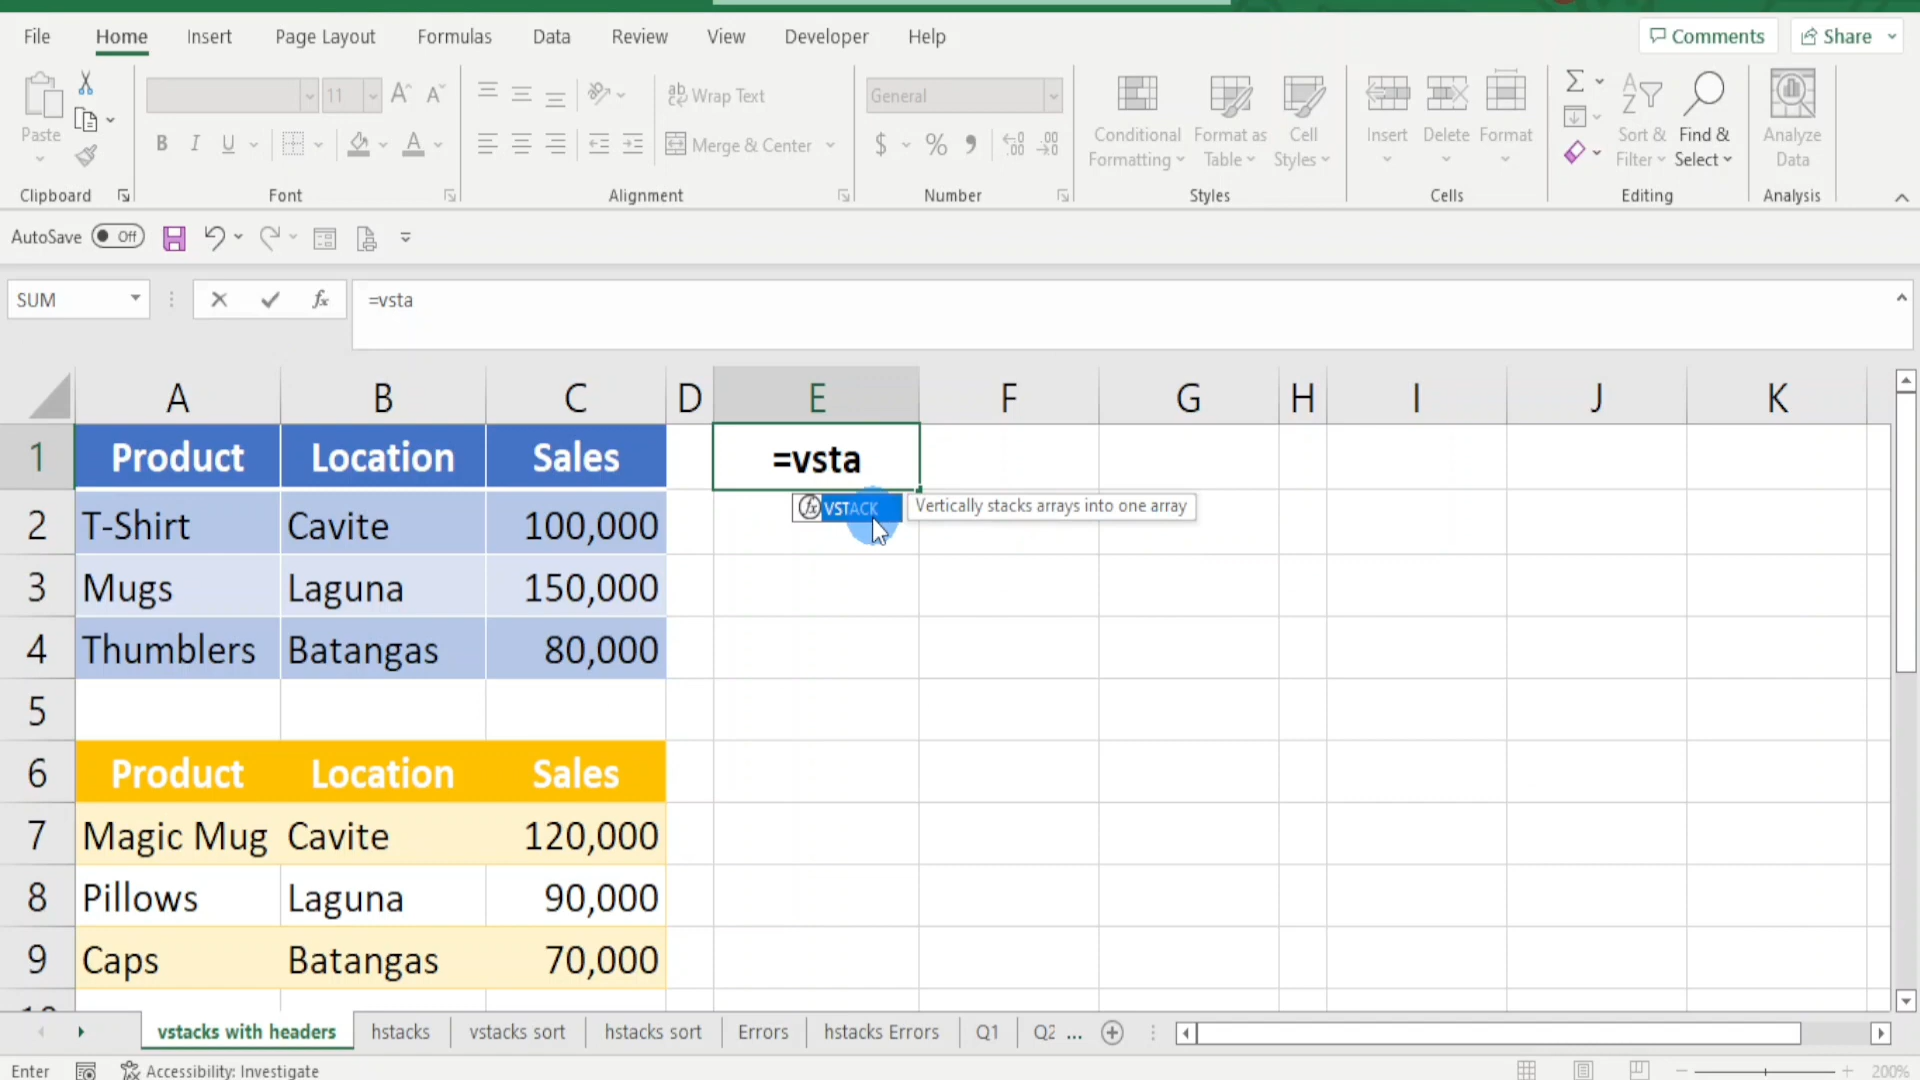 File Home Insert Page Layout Formulas Data Review View Developer Help Comments Share
Paste
11
B I U
Wrap Text
Merge & Center
General
$ % ,
Conditional Formatting
Format as Table
Cell Styles
Insert Delete Format
Sort & Filter
Find & Select
Analyze Data
Clipboard Font Alignment Number Styles Cells Editing Analysis
AutoSave Off
SUM fx =vsta
A B C D E F G H I J K
1 Product Location Sales =vsta
VSTACK Vertically stacks arrays into one array
2 T-Shirt Cavite 100,000
3 Mugs Laguna 150,000
4 Thumblers Batangas 80,000
5
6 Product Location Sales
7 Magic Mug Cavite 120,000
8 Pillows Laguna 90,000
9 Caps Batangas 70,000
vstacks with headers hstacks vstacks sort hstacks sort Errors hstacks Errors Q1 Q2 ...
Enter Accessibility: Investigate 200%